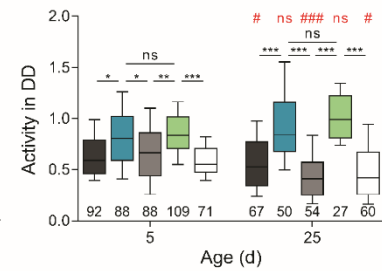 # ns ### ns #
ns
*** *** *** ***
ns
* * ** ***
Activity in DD
2.0
1.5
1.0
0.5
0.0
92 88 88 109 71 67 50 54 27 60
5 25
Age (d)